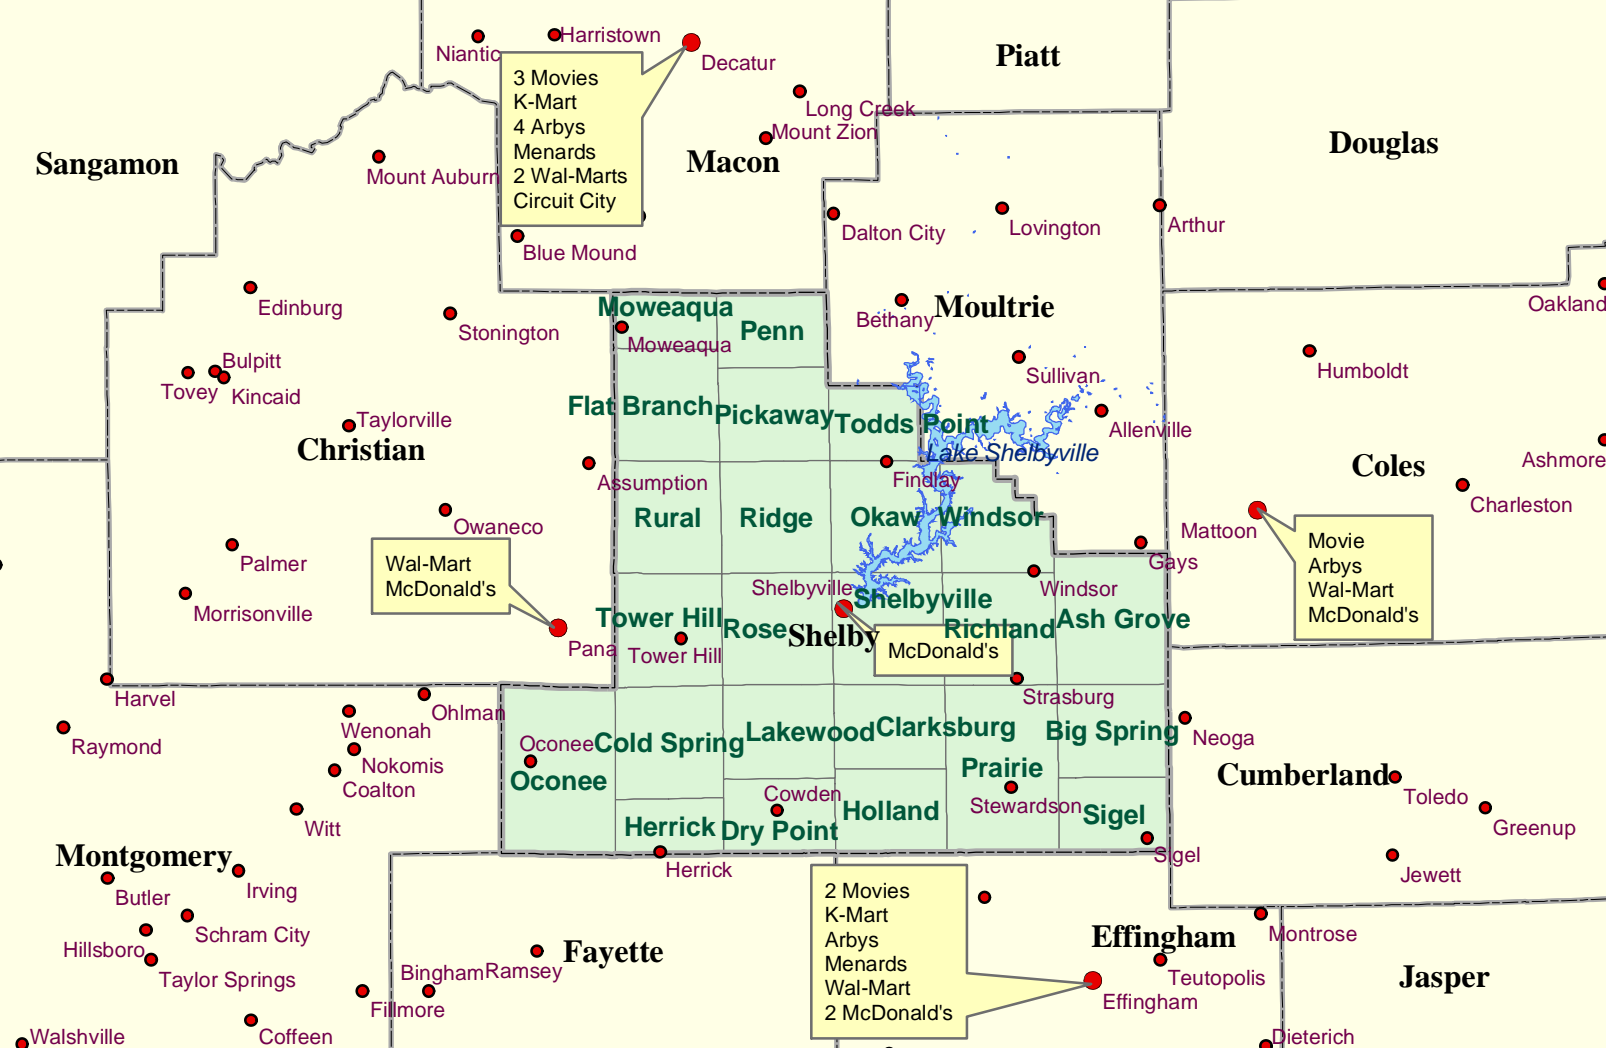 Niantic
Harristown
Decatur
Piatt
3 Movies
K-Mart
4 Arbys
Menards
2 Wal-Marts
Circuit City
Long Creek
Mount Zion
Macon
Sangamon
Mount Auburn
Douglas
Dalton City
Lovington
Arthur
Blue Mound
Edinburg
Stonington
Moweaqua
Moweaqua
Penn
Bethany
Moultrie
Oakland
Bulpitt
Tovey
Kincaid
Sullivan
Humboldt
Taylorville
Christian
Flat Branch
Pickaway
Todds Point
Allenville
Lake Shelbyville
Assumption
Findlay
Coles
Ashmore
Charleston
Owaneco
Rural
Ridge
Okaw
Windsor
Mattoon
Movie
Arbys
Wal-Mart
McDonald's
Palmer
Wal-Mart
McDonald's
Gays
Morrisonville
Shelbyville
Shelbyville
Windsor
Tower Hill
Tower Hill
Rose
Shelby
Richland
McDonald's
Ash Grove
Pana
Harvel
Ohlman
Strasburg
Raymond
Wenonah
Nokomis
Coalton
Oconee
Oconee
Cold Spring
Lakewood
Clarksburg
Big Spring
Neoga
Prairie
Stewardson
Cumberland
Toledo
Greenup
Witt
Cowden
Herrick
Dry Point
Holland
Sigel
Sigel
Herrick
Montgomery
Butler
Irving
Jewett
2 Movies
K-Mart
Arbys
Menards
Wal-Mart
2 McDonald's
Schram City
Hillsboro
Taylor Springs
Bingham
Ramsey
Fayette
Fillmore
Effingham
Montrose
Teutopolis
Effingham
Jasper
Walshville
Coffeen
Dieterich